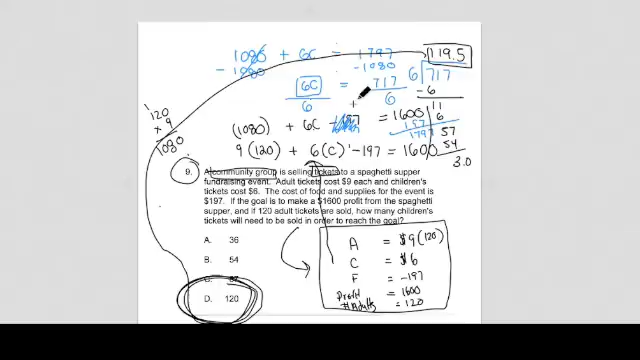 1080 + 6C = 1797
119.5
- 1080
-1080
6C = 717
6 6
6 717
- 6
11
6
57
54
3.0
120
+ 9
1080
(1080) + 6C - 197 = 1600
+ 197
1797
9 (120) + 6 (C) - 197 = 1600
9. A community group is selling tickets to a spaghetti supper
fundraising event. Adult tickets cost $9 each and children's
tickets cost $6. The cost of food and supplies for the event is
$197. If the goal is to make a $1600 profit from the spaghetti
supper, and if 120 adult tickets are sold, how many children's
tickets will need to be sold in order to reach the goal?
A. 36
B. 54
C. 87
D. 120
A = $9 (120)
C = $6
F = -197
Profit = 1600
# Adults = 120